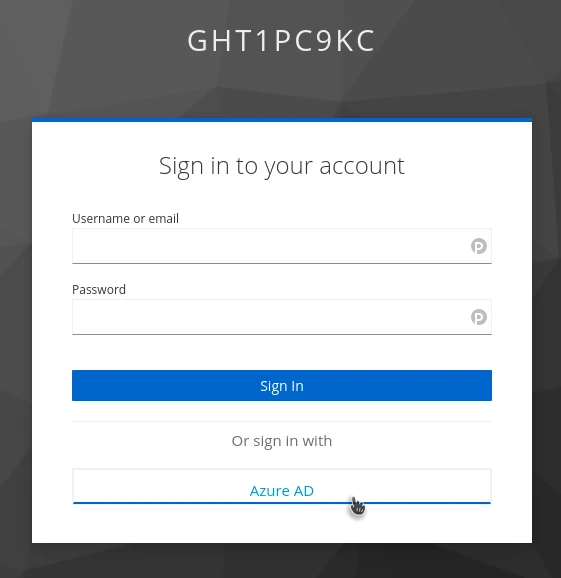 GHT1PC9KC
Sign in to your account
Username or email
Password
Sign In
Or sign in with
Azure AD